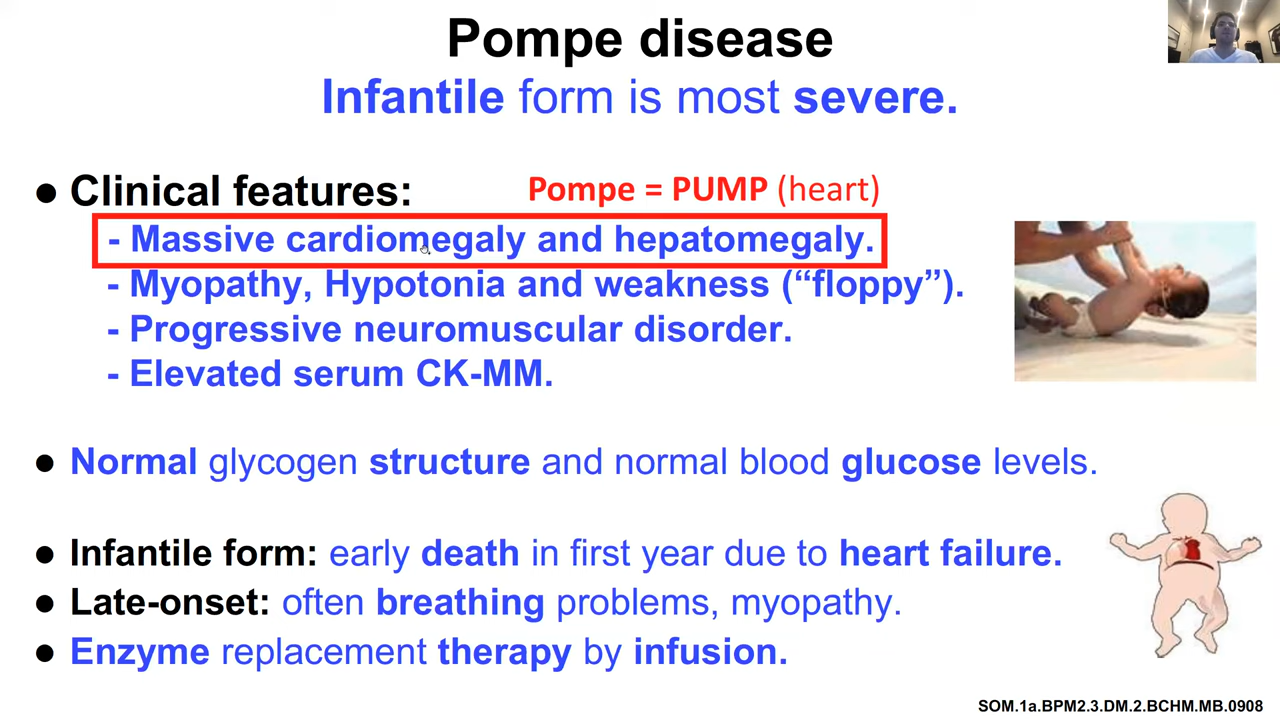 Pompe disease
Infantile form is most severe.
● Clinical features:
Pompe = PUMP (heart)
- Massive cardiomegaly and hepatomegaly.
- Myopathy, Hypotonia and weakness (“floppy”).
- Progressive neuromuscular disorder.
- Elevated serum CK-MM.
● Normal glycogen structure and normal blood glucose levels.
● Infantile form: early death in first year due to heart failure.
● Late-onset: often breathing problems, myopathy.
● Enzyme replacement therapy by infusion.
SOM.1a.BPM2.3.DM.2.BCHM.MB.0908